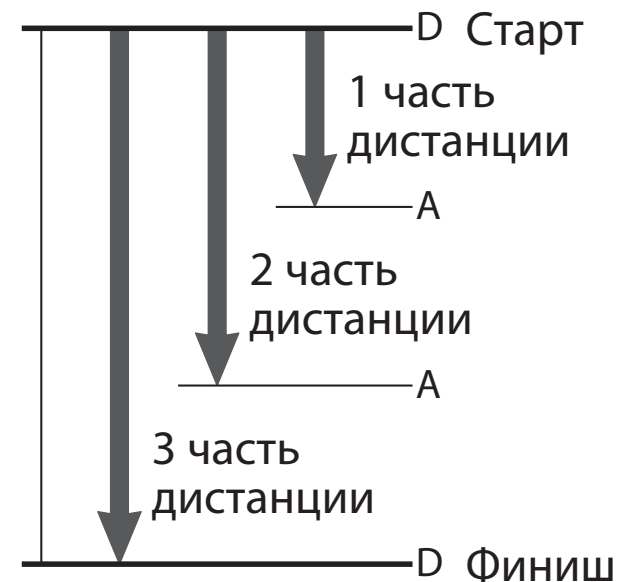 D Старт
1 часть
дистанции
A
2 часть
дистанции
A
3 часть
дистанции
D Финиш